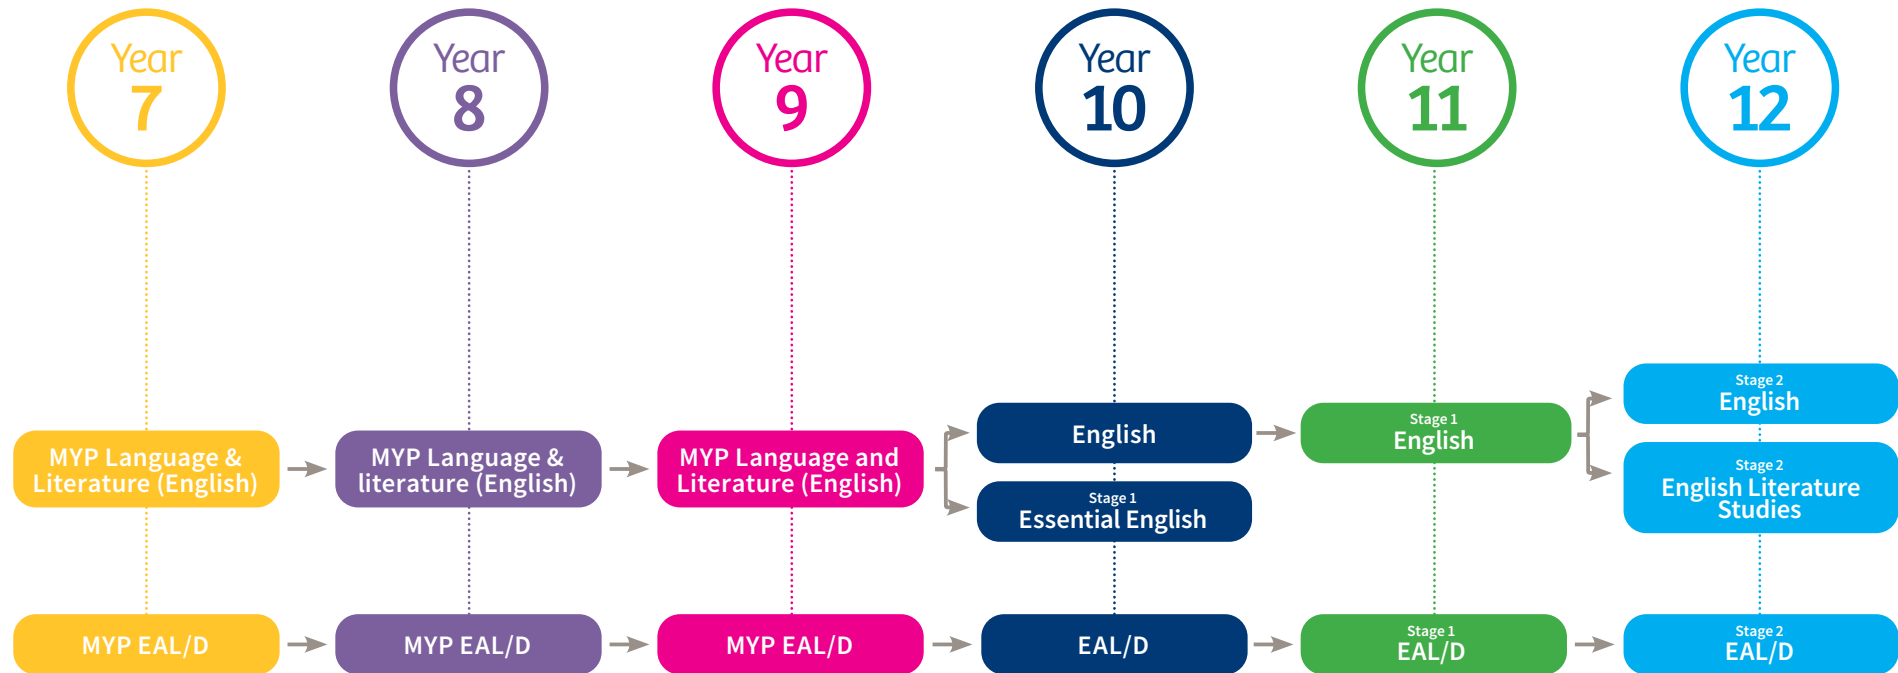 Year
7
Year
8
Year
9
Year
10
Year
11
Year
12
MYP Language &
Literature (English)
MYP Language &
literature (English)
MYP Language and
Literature (English)
English
Stage 1
Essential English
Stage 1
English
Stage 2
English
Stage 2
English Literature
Studies
MYP EAL/D
MYP EAL/D
MYP EAL/D
EAL/D
Stage 1
EAL/D
Stage 2
EAL/D